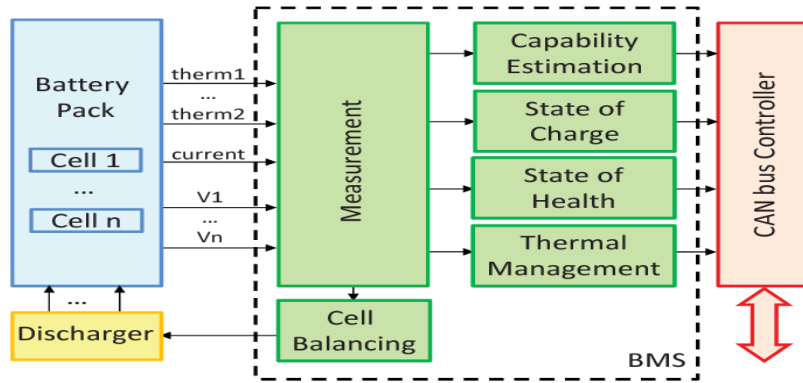 Battery
Pack
Cell 1
...
Cell n
therm1
...
therm2
current
V1
...
Vn
Measurement
Capability
Estimation
State of
Charge
State of
Health
Thermal
Management
CAN bus Controller
...
Discharger
Cell
Balancing
BMS